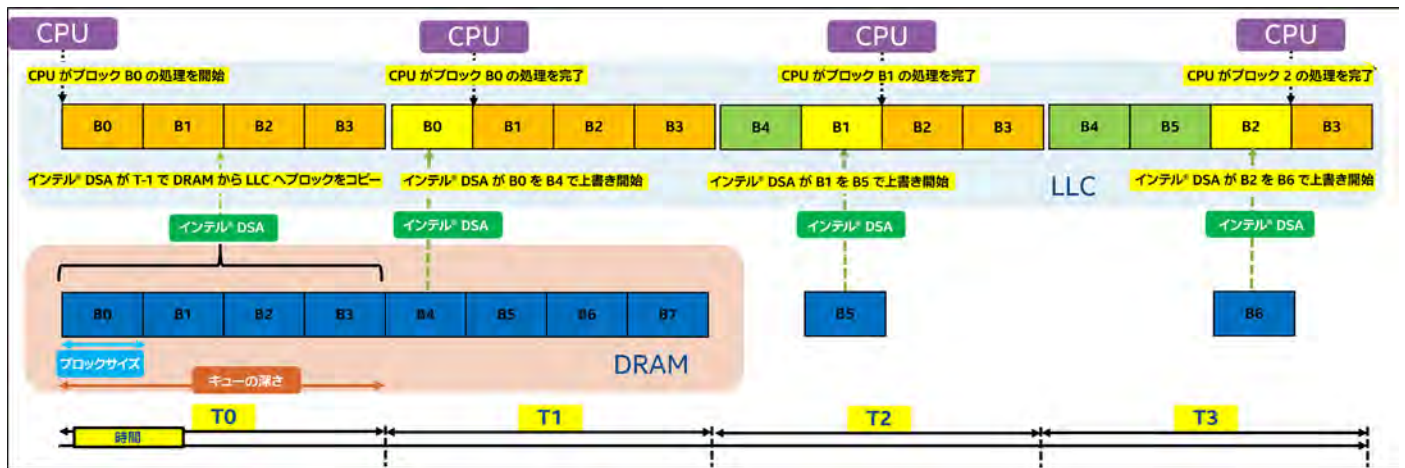 CPU
CPU
CPU
CPU
CPU がブロック B0 の処理を開始
CPU がブロック B0 の処理を完了
CPU がブロック B1 の処理を完了
CPU がブロック 2 の処理を完了
B0 B1 B2 B3
B0 B1 B2 B3
B4 B1 B2 B3
B4 B5 B2 B3
インテル® DSA が T-1 で DRAM から LLC へブロックをコピー
インテル® DSA が B0 を B4 で上書き開始
インテル® DSA が B1 を B5 で上書き開始
LLC
インテル® DSA が B2 を B6 で上書き開始
インテル® DSA
インテル® DSA
インテル® DSA
インテル® DSA
B0 B1 B2 B3 B4 B5 B6 B7
B5
B6
ブロックサイズ
DRAM
キューの深さ
T0
T1
T2
T3
時間